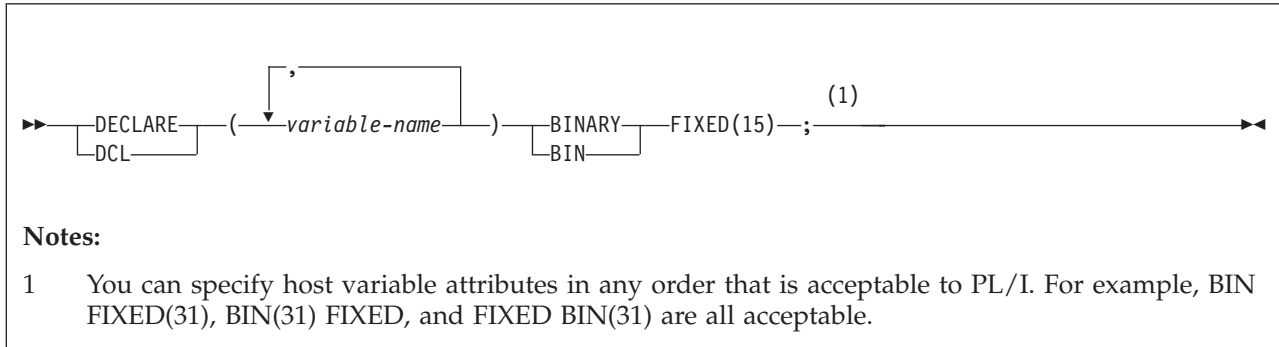 ,
(1)
DECLARE ( variable-name ) BINARY FIXED(15) ;
DCL BIN
Notes:
1 You can specify host variable attributes in any order that is acceptable to PL/I. For example, BIN
FIXED(31), BIN(31) FIXED, and FIXED BIN(31) are all acceptable.